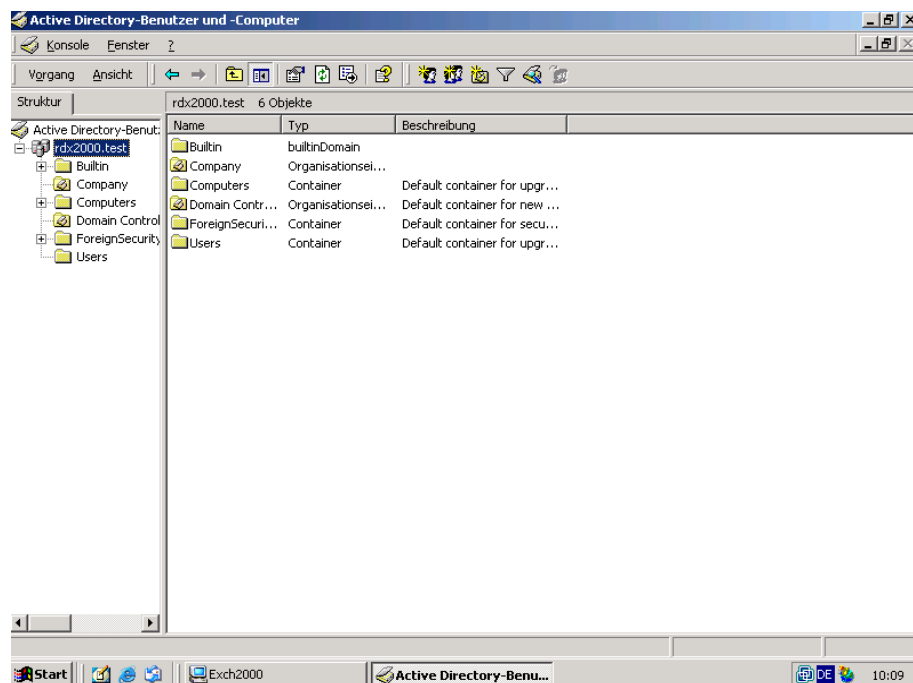 Active Directory-Benutzer und -Computer
Konsole Fenster ?
Vorgang Ansicht
Struktur
rdx2000.test 6 Objekte
Active Directory-Benut:
rdx2000.test
Builtin
Company
Computers
Domain Control
ForeignSecurity
Users
Name Typ Beschreibung
Builtin builtinDomain
Company Organisationsei...
Computers Container Default container for upgr...
Domain Contr... Organisationsei... Default container for new ...
ForeignSecuri... Container Default container for secu...
Users Container Default container for upgr...
Start Exch2000 Active Directory-Benu... DE 10:09